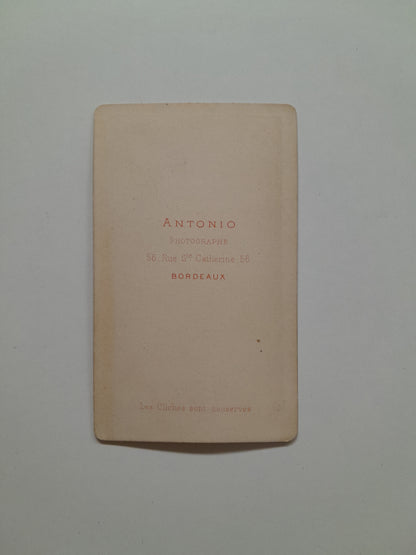 ANTONIO
PHOTOGRAPHE
56, Rue Ste Catherine, 56
BORDEAUX
Les Clichés sont conservés